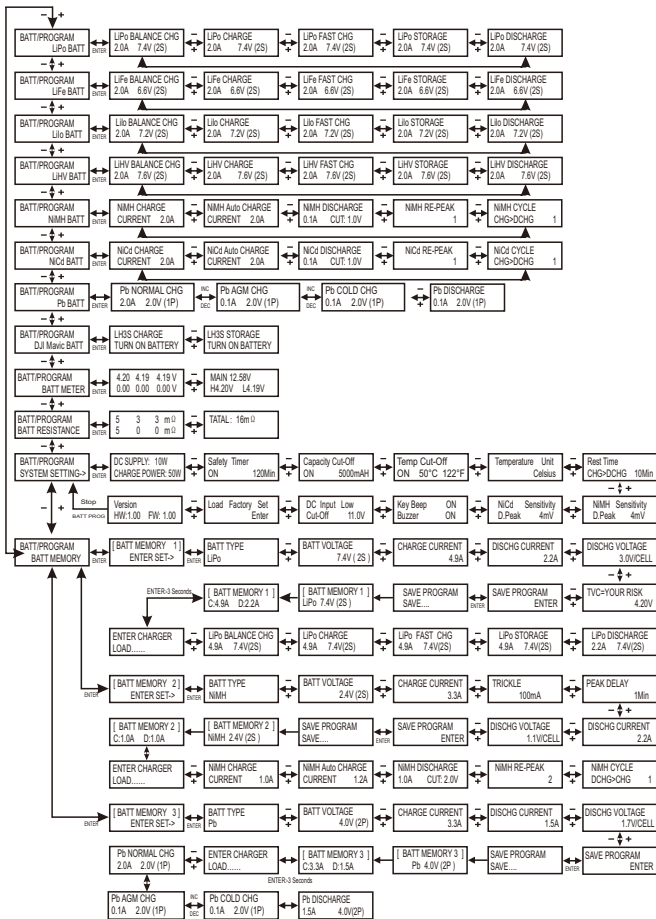 BATT/PROGRAM
LiPo BATT
ENTER
LiPo BALANCE CHG
2.0A 7.4V (2S)
LiPo CHARGE
2.0A 7.4V (2S)
LiPo FAST CHG
2.0A 7.4V (2S)
LiPo STORAGE
2.0A 7.4V (2S)
LiPo DISCHARGE
2.0A 7.4V (2S)
BATT/PROGRAM
LiFe BATT
ENTER
LiFe BALANCE CHG
2.0A 6.6V (2S)
LiFe CHARGE
2.0A 6.6V (2S)
LiFe FAST CHG
2.0A 6.6V (2S)
LiFe STORAGE
2.0A 6.6V (2S)
LiFe DISCHARGE
2.0A 6.6V (2S)
BATT/PROGRAM
LiIo BATT
ENTER
LiIo BALANCE CHG
2.0A 7.2V (2S)
LiIo CHARGE
2.0A 7.2V (2S)
LiIo FAST CHG
2.0A 7.2V (2S)
LiIo STORAGE
2.0A 7.2V (2S)
LiIo DISCHARGE
2.0A 7.2V (2S)
BATT/PROGRAM
LiHV BATT
ENTER
LiHV BALANCE CHG
2.0A 7.6V (2S)
LiHV CHARGE
2.0A 7.6V (2S)
LiHV FAST CHG
2.0A 7.6V (2S)
LiHV STORAGE
2.0A 7.6V (2S)
LiHV DISCHARGE
2.0A 7.6V (2S)
BATT/PROGRAM
NiMH BATT
ENTER
NiMH CHARGE
CURRENT 2.0A
NiMH Auto CHARGE
CURRENT 2.0A
NiMH DISCHARGE
0.1A CUT: 1.0V
NiMH RE-PEAK
1
NiMH CYCLE
CHG>DCHG 1
BATT/PROGRAM
NiCd BATT
ENTER
NiCd CHARGE
CURRENT 2.0A
NiCd Auto CHARGE
CURRENT 2.0A
NiCd DISCHARGE
0.1A CUT: 1.0V
NiCd RE-PEAK
1
NiCd CYCLE
CHG>DCHG 1
BATT/PROGRAM
Pb BATT
ENTER
Pb NORMAL CHG
2.0A 2.0V (1P)
INC
DEC
Pb AGM CHG
0.1A 2.0V (1P)
INC
DEC
Pb COLD CHG
0.1A 2.0V (1P)
Pb DISCHARGE
0.1A 2.0V (1P)
BATT/PROGRAM
DJI Mavic BATT
ENTER
LH3S CHARGE
TURN ON BATTERY
LH3S STORAGE
TURN ON BATTERY
BATT/PROGRAM
BATT METER
ENTER
4.20 4.19 4.19 V
0.00 0.00 0.00 V
MAIN 12.58V
H4.20V L4.19V
BATT/PROGRAM
BATT RESISTANCE
ENTER
5 3 3 mΩ
5 0 0 mΩ
TATAL: 16mΩ
BATT/PROGRAM
SYSTEM SETTING->
ENTER
DC SUPPLY: 10W
CHARGE POWER: 50W
Safety Timer
ON 120Min
Capacity Cut-Off
ON 5000mAH
Temp Cut-Off
ON 50°C 122°F
Temperature Unit
Celsius
Rest Time
CHG>DCHG 10Min
Stop
BATT PROG
Version
HW:1.00 FW: 1.00
Load Factory Set
Enter
DC Input Low
Cut-Off 11.0V
Key Beep ON
Buzzer ON
NiCd Sensitivity
D.Peak 4mV
NiMH Sensitivity
D.Peak 4mV
BATT/PROGRAM
BATT MEMORY
ENTER
[ BATT MEMORY 1 ]
ENTER SET->
ENTER
BATT TYPE
LiPo
BATT VOLTAGE
7.4V ( 2S )
CHARGE CURRENT
4.9A
DISCHG CURRENT
2.2A
DISCHG VOLTAGE
3.0V/CELL
ENTER>3 Seconds
[ BATT MEMORY 1 ]
C:4.9A D:2.2A
[ BATT MEMORY 1 ]
LiPo 7.4V (2S )
SAVE PROGRAM
SAVE....
ENTER
SAVE PROGRAM
ENTER
TVC=YOUR RISK
4.20V
ENTER CHARGER
LOAD......
LiPo BALANCE CHG
4.9A 7.4V(2S)
LiPo CHARGE
4.9A 7.4V(2S)
LiPo FAST CHG
4.9A 7.4V(2S)
LiPo STORAGE
4.9A 7.4V(2S)
LiPo DISCHARGE
2.2A 7.4V(2S)
ENTER
[ BATT MEMORY 2 ]
ENTER SET->
ENTER
BATT TYPE
NiMH
BATT VOLTAGE
2.4V (2S)
CHARGE CURRENT
3.3A
TRICKLE
100mA
PEAK DELAY
1Min
[ BATT MEMORY 2 ]
C:1.0A D:1.0A
[ BATT MEMORY 2 ]
NiMH 2.4V (2S )
SAVE PROGRAM
SAVE....
ENTER
SAVE PROGRAM
ENTER
DISCHG VOLTAGE
1.1V/CELL
DISCHG CURRENT
2.2A
ENTER CHARGER
LOAD......
NiMH CHARGE
CURRENT 1.0A
NiMH Auto CHARGE
CURRENT 1.2A
NiMH DISCHARGE
1.0A CUT: 2.0V
NiMH RE-PEAK
2
NiMH CYCLE
DCHG>CHG 1
ENTER
[ BATT MEMORY 3 ]
ENTER SET->
ENTER
BATT TYPE
Pb
BATT VOLTAGE
4.0V (2P)
CHARGE CURRENT
3.3A
DISCHG CURRENT
1.5A
DISCHG VOLTAGE
1.7V/CELL
Pb NORMAL CHG
2.0A 2.0V (1P)
ENTER CHARGER
LOAD......
ENTER>3 Seconds
[ BATT MEMORY 3 ]
C:3.3A D:1.5A
[ BATT MEMORY 3 ]
Pb 4.0V (2P )
SAVE PROGRAM
SAVE....
ENTER
SAVE PROGRAM
ENTER
Pb AGM CHG
0.1A 2.0V (1P)
INC
DEC
Pb COLD CHG
0.1A 2.0V (1P)
Pb DISCHARGE
1.5A 4.0V(2P)